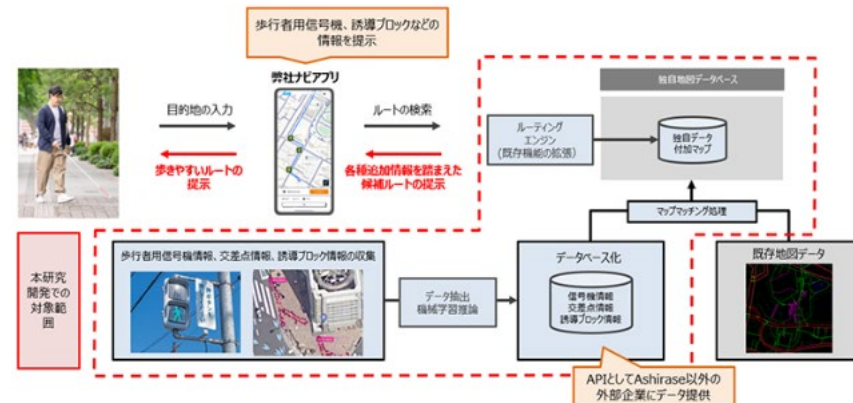 歩行者用信号機、誘導ブロックなどの
情報を提示
弊社ナビアプリ
目的地の入力
歩きやすいルートの
提示
ルートの検索
各種追加情報を踏まえた
候補ルートの提示
独自地図データベース
ルーティング
エンジン
(既存機能の拡張)
独自データ
付加マップ
マップマッチング処理
本研究
開発での
対象範
囲
歩行者用信号機情報、交差点情報、誘導ブロック情報の収集
データ抽出
機械学習推論
データベース化
信号機情報
交差点情報
誘導ブロック情報
既存地図データ
APIとしてAshirase以外の
外部企業にデータ提供